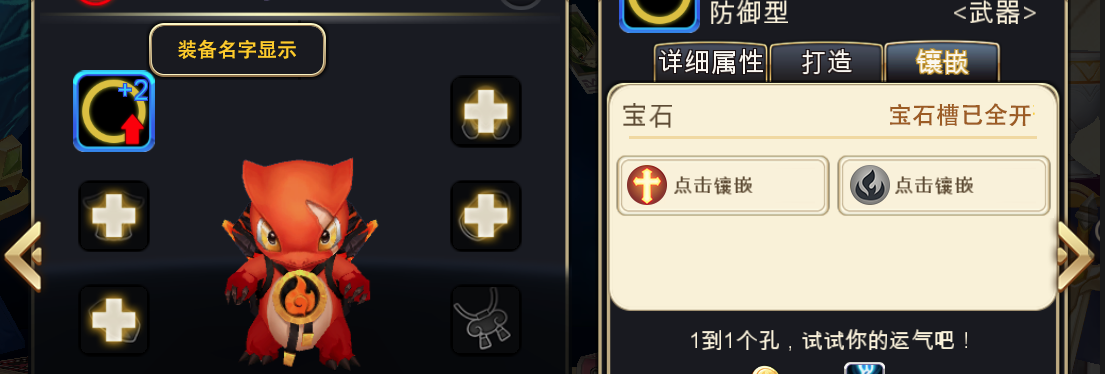 装备名字显示
+2
防御型
<武器>
详细属性
打造
镶嵌
宝石
宝石槽已全开
点击镶嵌
点击镶嵌
1到1个孔，试试你的运气吧！